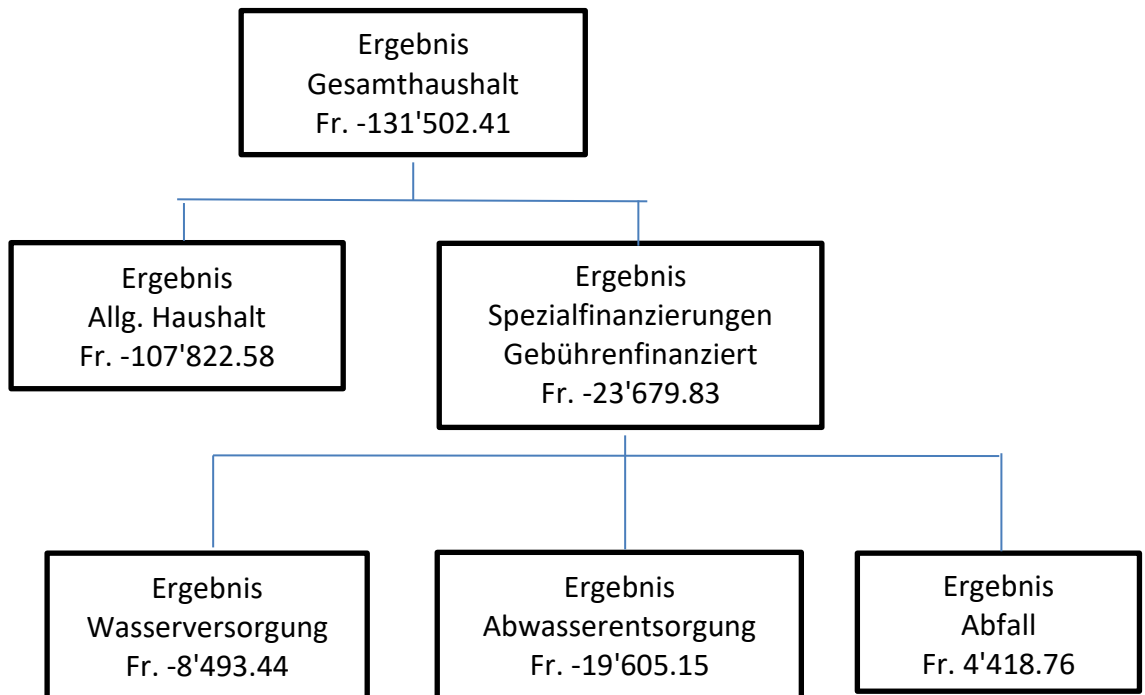 Ergebnis
Gesamthaushalt
Fr. -131'502.41
Ergebnis
Allg. Haushalt
Fr. -107'822.58
Ergebnis
Spezialfinanzierungen
Gebührenfinanziert
Fr. -23'679.83
Ergebnis
Wasserversorgung
Fr. -8'493.44
Ergebnis
Abwasserentsorgung
Fr. -19'605.15
Ergebnis
Abfall
Fr. 4'418.76